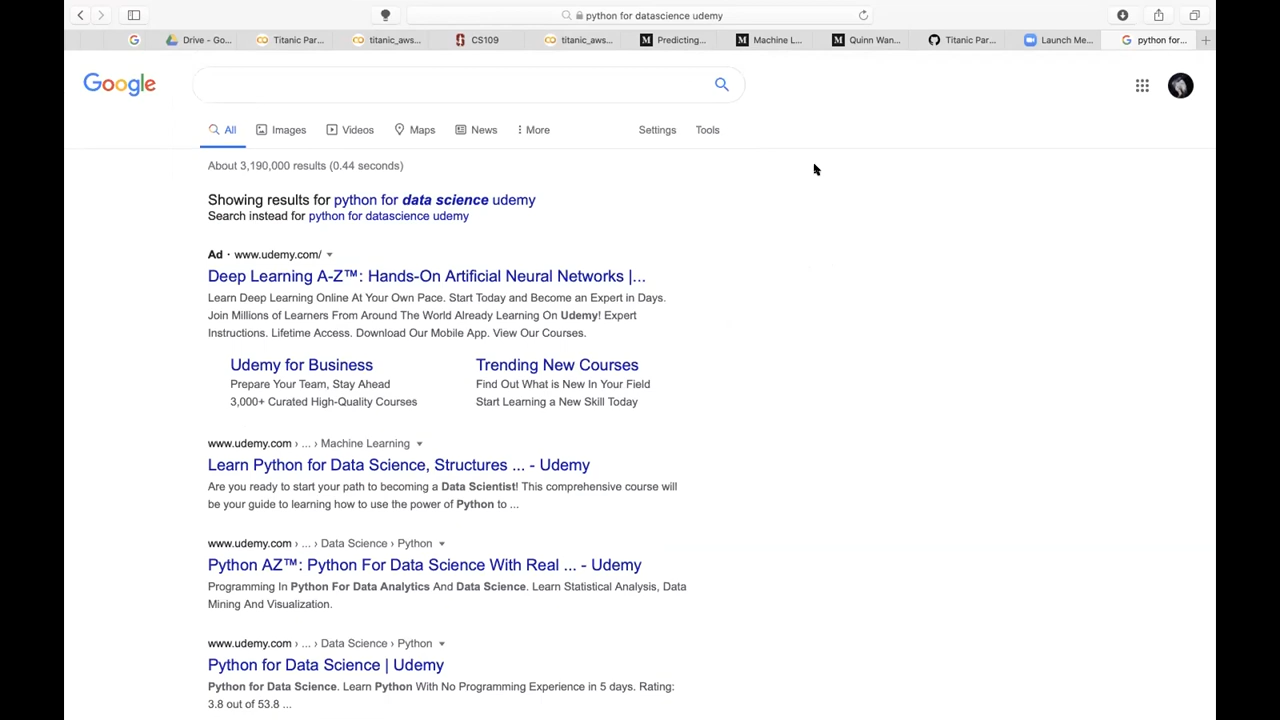 python for datascience udemy
Drive - Go...
Titanic Par...
titanic_aws...
CS109
titanic_aws...
Predicting...
Machine L...
Quinn Wan...
Titanic Par...
Launch Me...
python for...
Google
All
Images
Videos
Maps
News
More
Settings
Tools
About 3,190,000 results (0.44 seconds)
Showing results for python for data science udemy
Search instead for python for datascience udemy
Ad · www.udemy.com/
Deep Learning A-Z™: Hands-On Artificial Neural Networks |...
Learn Deep Learning Online At Your Own Pace. Start Today and Become an Expert in Days.
Join Millions of Learners From Around The World Already Learning On Udemy! Expert
Instructions. Lifetime Access. Download Our Mobile App. View Our Courses.
Udemy for Business
Prepare Your Team, Stay Ahead
3,000+ Curated High-Quality Courses
Trending New Courses
Find Out What is New In Your Field
Start Learning a New Skill Today
www.udemy.com › ... › Machine Learning
Learn Python for Data Science, Structures ... - Udemy
Are you ready to start your path to becoming a Data Scientist! This comprehensive course will
be your guide to learning how to use the power of Python to ...
www.udemy.com › ... › Data Science › Python
Python AZ™: Python For Data Science With Real ... - Udemy
Programming In Python For Data Analytics And Data Science. Learn Statistical Analysis, Data
Mining And Visualization.
www.udemy.com › ... › Data Science › Python
Python for Data Science | Udemy
Python for Data Science. Learn Python With No Programming Experience in 5 days. Rating:
3.8 out of 53.8 ...